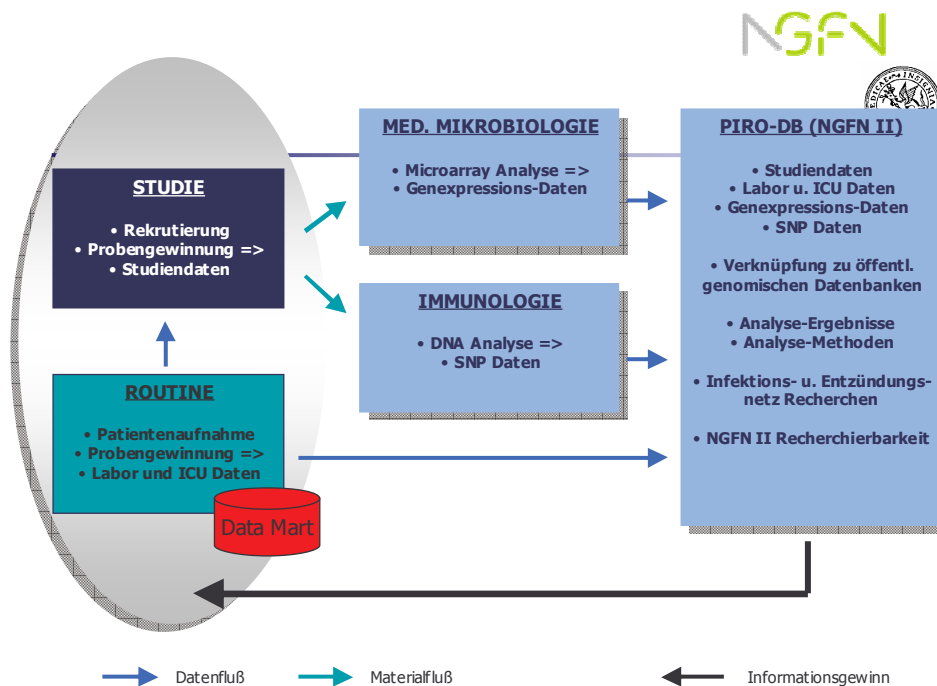 NGFN
MEDICAE INSIGNIA
STUDIE
• Rekrutierung
• Probengewinnung =>
• Studiendaten
ROUTINE
• Patientenaufnahme
• Probengewinnung =>
• Labor und ICU Daten
Data Mart
MED. MIKROBIOLOGIE
• Microarray Analyse =>
• Genexpressions-Daten
IMMUNOLOGIE
• DNA Analyse =>
• SNP Daten
PIRO-DB (NGFN II)
• Studiendaten
• Labor u. ICU Daten
• Genexpressions-Daten
• SNP Daten
• Verknüpfung zu öffentl.
genomischen Datenbanken
• Analyse-Ergebnisse
• Analyse-Methoden
• Infektions- u. Entzündungs-
netz Recherchen
• NGFN II Recherchierbarkeit
Datenfluß
Materialfluß
Informationsgewinn